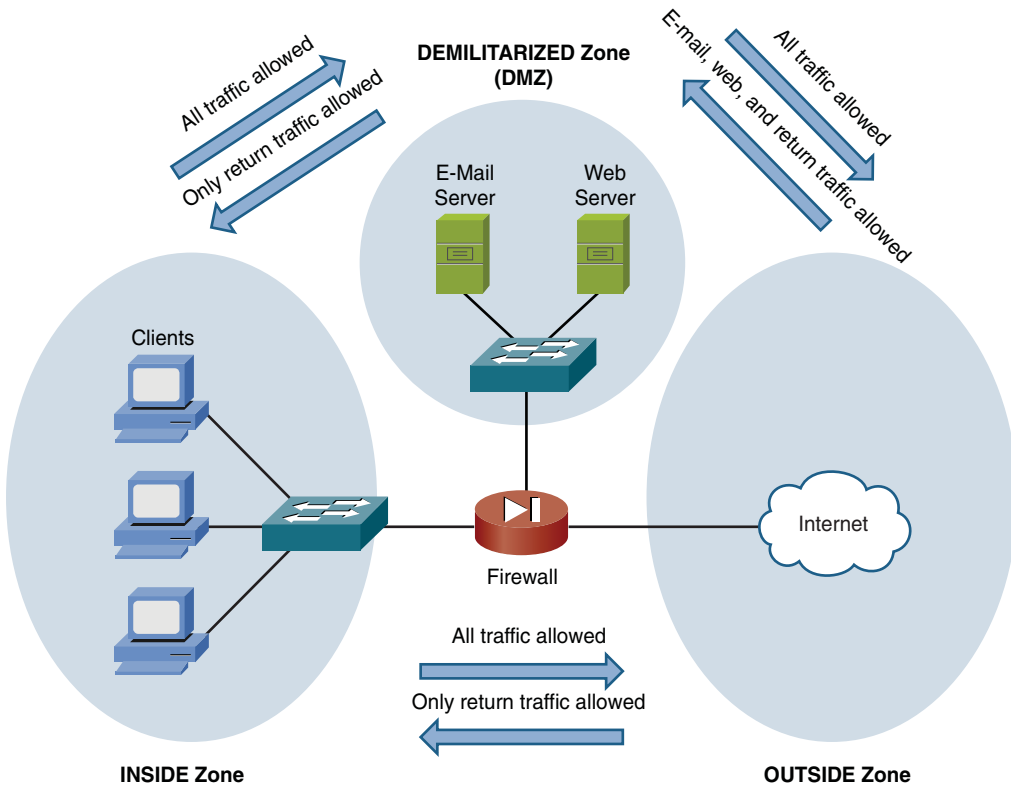 DEMILITARIZED Zone
(DMZ)
All traffic allowed
Only return traffic allowed
All traffic allowed
E-mail, web, and return traffic allowed
E-Mail
Server
Web
Server
Clients
Internet
Firewall
All traffic allowed
Only return traffic allowed
INSIDE Zone
OUTSIDE Zone